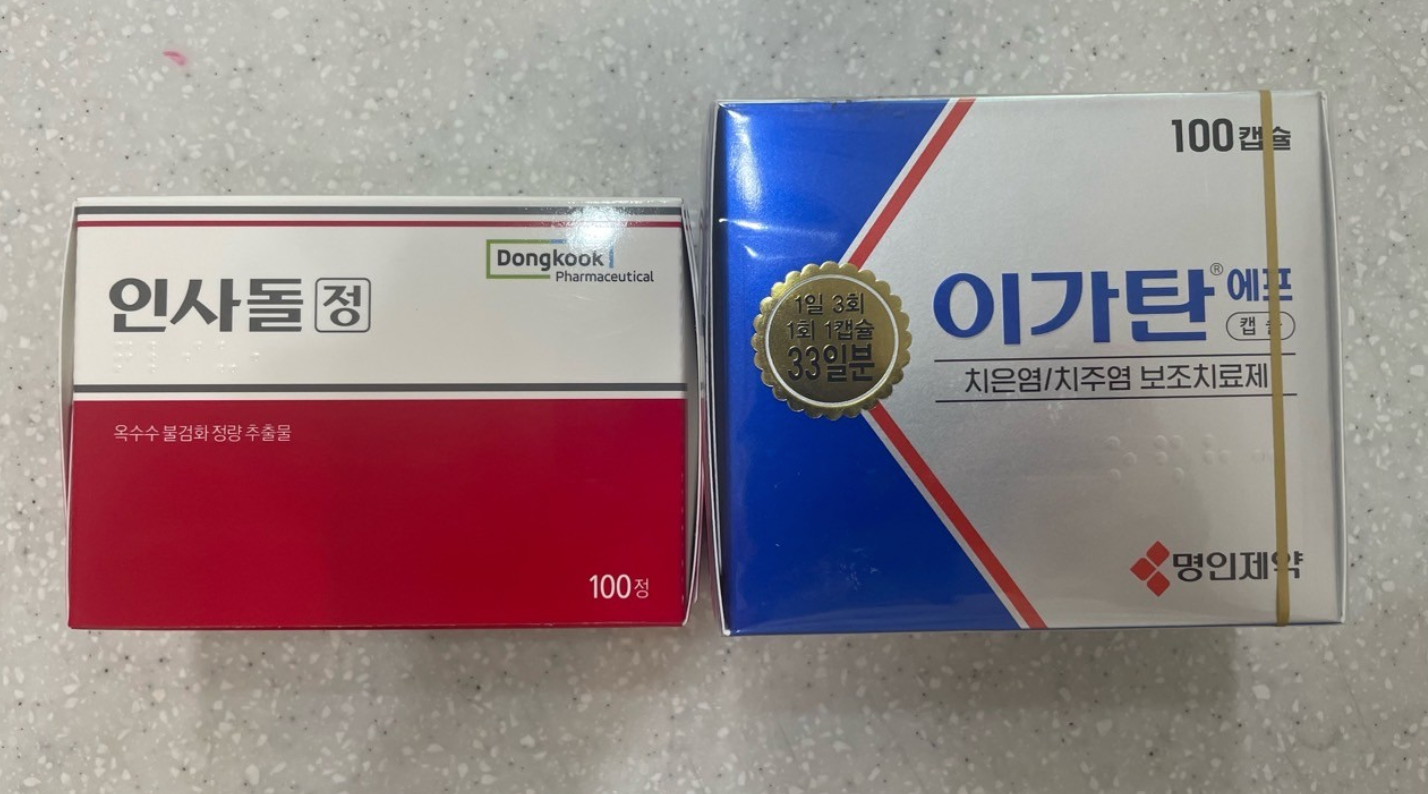 Dongkook
Pharmaceutical
인사돌 정
옥수수 불검화 정량 추출물
100정
100캡슐
1일 3회
1회 1캡슐
33일분
이가탄® 에프
캡슐
치은염/치주염 보조치료제
명인제약